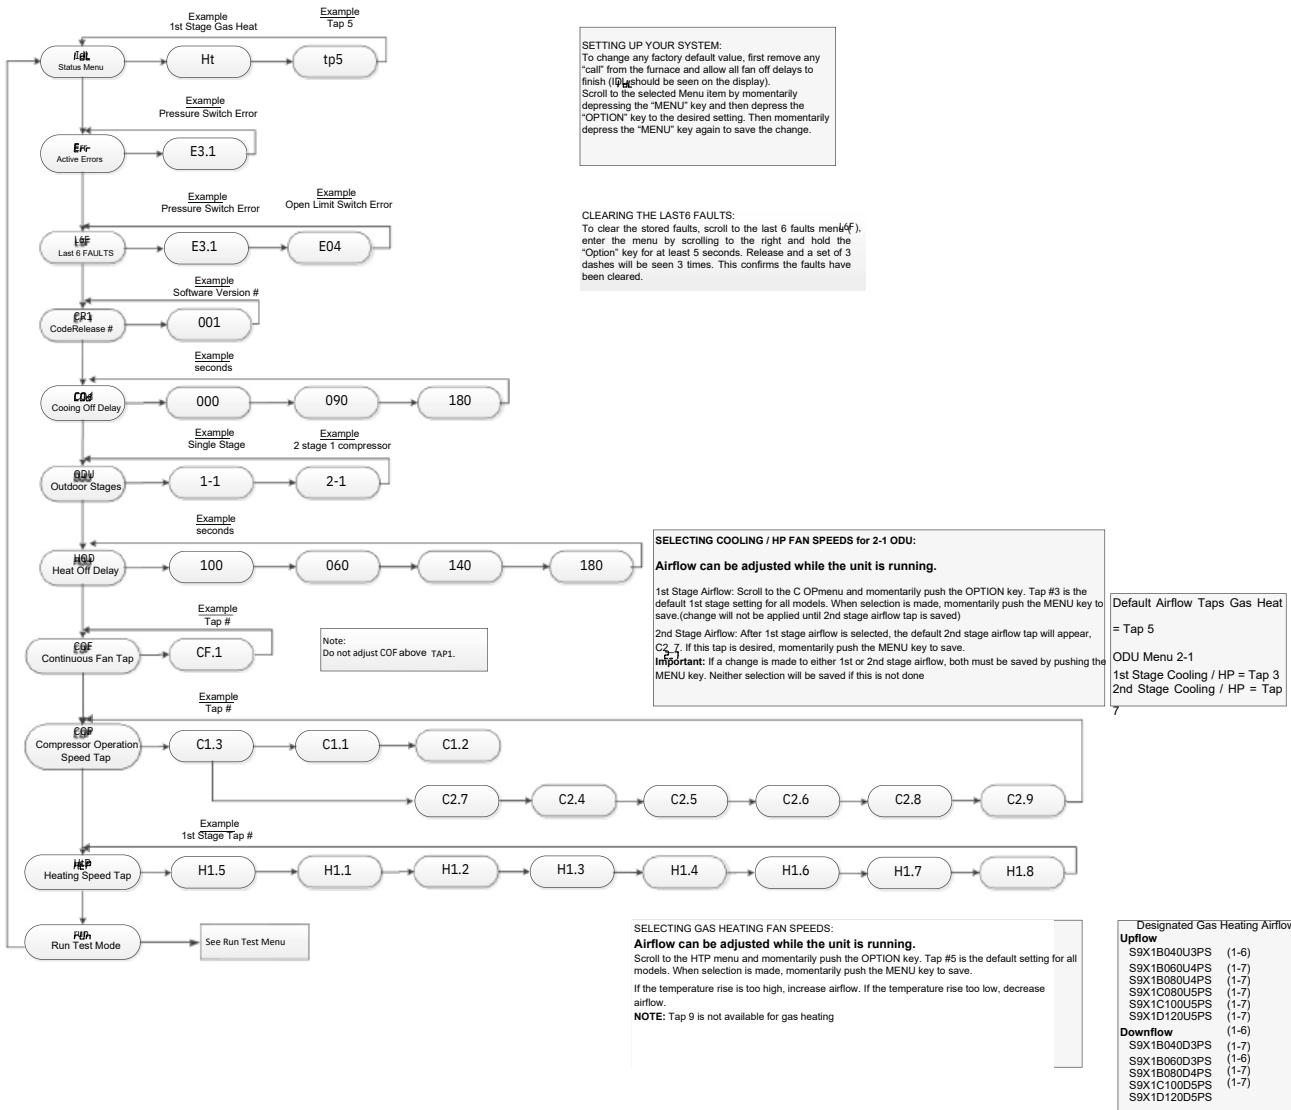 Example
1st Stage Gas Heat
Example
Tap 5
IdL
Status Menu
Ht
tp5
Example
Pressure Switch Error
Err
Active Errors
E3.1
Example
Pressure Switch Error
Example
Open Limit Switch Error
L6F
Last 6 FAULTS
E3.1
E04
Example
Software Version #
CR1
CodeRelease #
001
Example
seconds
COd
Cooing Off Delay
000
090
180
Example
Single Stage
Example
2 stage 1 compressor
ODU
Outdoor Stages
1-1
2-1
Example
seconds
HOD
Heat Off Delay
100
060
140
180
Example
Tap #
COF
Continuous Fan Tap
CF.1
Note:
Do not adjust COF above TAP1.
Example
Tap #
COP
Compressor Operation
Speed Tap
C1.3
C1.1
C1.2
C2.7
C2.4
C2.5
C2.6
C2.8
C2.9
Example
1st Stage Tap #
HtP
Heating Speed Tap
H1.5
H1.1
H1.2
H1.3
H1.4
H1.6
H1.7
H1.8
Run Test Mode
See Run Test Menu
SETTING UP YOUR SYSTEM:
To change any factory default value, first remove any
“call” from the furnace and allow all fan off delays to
finish (IDL should be seen on the display).
Scroll to the selected Menu item by momentarily
depressing the “MENU” key and then depress the
“OPTION” key to the desired setting. Then momentarily
depress the “MENU” key again to save the change.
CLEARING THE LAST6 FAULTS:
To clear the stored faults, scroll to the last 6 faults menu (L6F),
enter the menu by scrolling to the right and hold the
“Option” key for at least 5 seconds. Release and a set of 3
dashes will be seen 3 times. This confirms the faults have
been cleared.
SELECTING COOLING / HP FAN SPEEDS for 2-1 ODU:
Airflow can be adjusted while the unit is running.
1st Stage Airflow: Scroll to the C OPmenu and momentarily push the OPTION key. Tap #3 is the
default 1st stage setting for all models. When selection is made, momentarily push the MENU key to
save.(change will not be applied until 2nd stage airflow tap is saved)
2nd Stage Airflow: After 1st stage airflow is selected, the default 2nd stage airflow tap will appear,
C2 7. If this tap is desired, momentarily push the MENU key to save.
Important: If a change is made to either 1st or 2nd stage airflow, both must be saved by pushing the
MENU key. Neither selection will be saved if this is not done
Default Airflow Taps Gas Heat
= Tap 5
ODU Menu 2-1
1st Stage Cooling / HP = Tap 3
2nd Stage Cooling / HP = Tap
7
SELECTING GAS HEATING FAN SPEEDS:
Airflow can be adjusted while the unit is running.
Scroll to the HTP menu and momentarily push the OPTION key. Tap #5 is the default setting for all
models. When selection is made, momentarily push the MENU key to save.
If the temperature rise is too high, increase airflow. If the temperature rise too low, decrease
airflow.
NOTE: Tap 9 is not available for gas heating
Designated Gas Heating Airflow
Upflow
S9X1B040U3PS (1-6)
S9X1B060U4PS (1-7)
S9X1B080U4PS (1-7)
S9X1C080U5PS (1-7)
S9X1C100U5PS (1-7)
S9X1D120U5PS (1-7)
Downflow (1-6)
S9X1B040D3PS (1-7)
S9X1B060D3PS (1-6)
S9X1B080D4PS (1-7)
S9X1C100D5PS (1-7)
S9X1D120D5PS